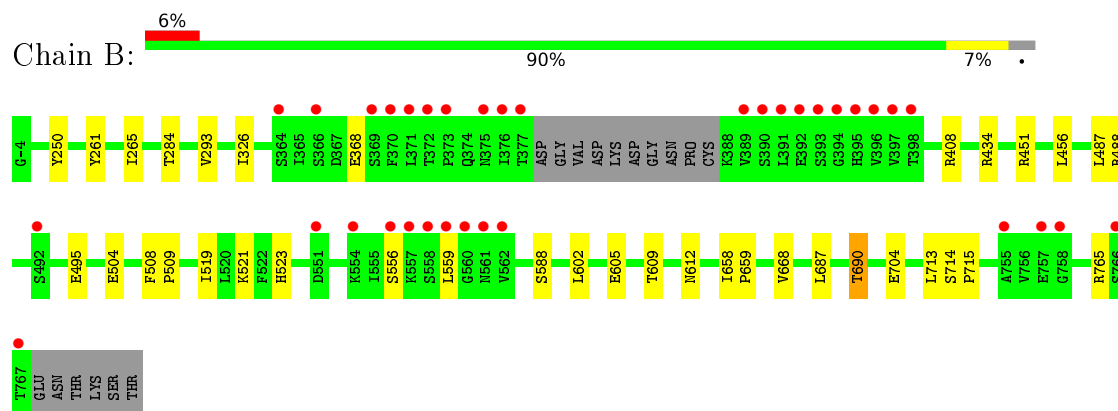 6%
Chain B:
90% 7% •
G-4 Y250 Y261 I265 T284 V293 I326 S364 I365 S366 D367 E368 S369 F370 L371 T372 P373 Q374 N375 I376 T377 ASP GLY VAL ASP LYS ASP GLY ASN PRO CYS K388 V389 S390 L391 E392 S393 G394 H395 V396 V397 T398 R408 R434 R451 L456 L487 R488
S492 E495 E504 F508 P509 I519 L520 K521 F522 H523 D551 K554 I555 S556 K557 S558 L559 G560 N561 V562 S588 L602 E605 T609 N612 I658 P659 V668 L687 T690 E704 L713 S714 P715 A755 V756 E757 G758 R765 S766
T767 GLU ASN THR LYS SER THR